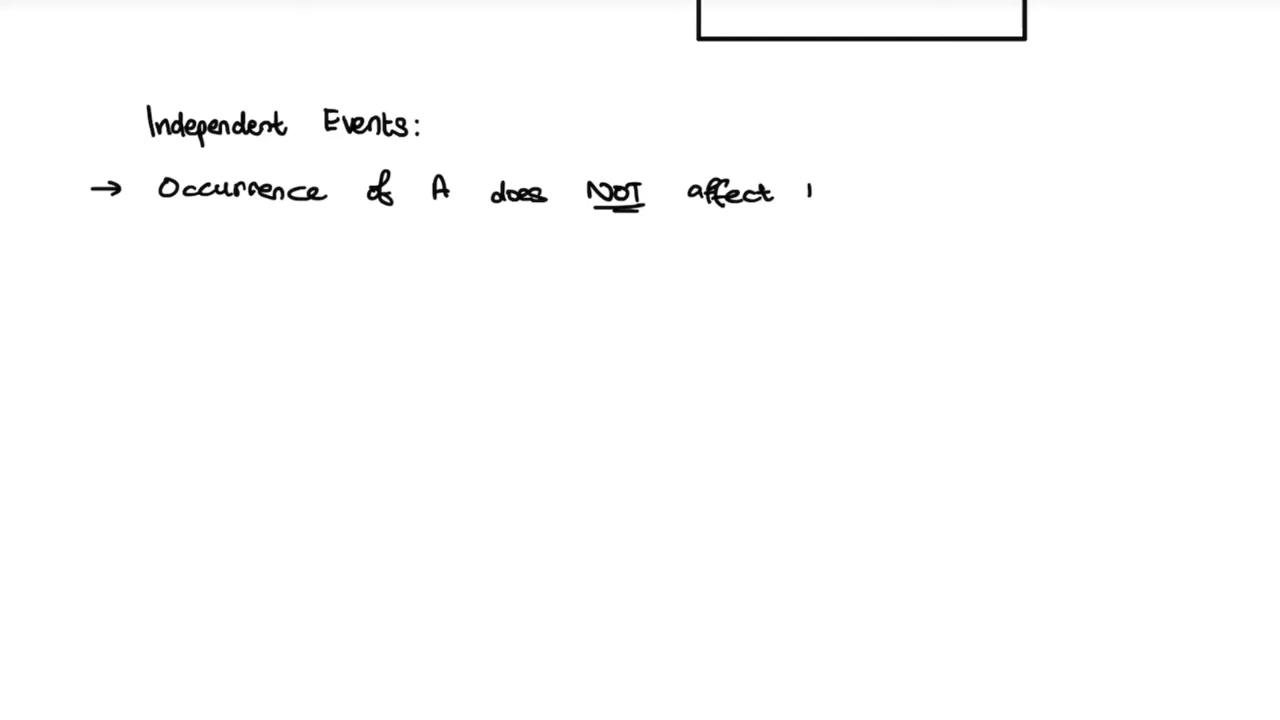 Independent Events:
→ Occurrence of A does NOT affect